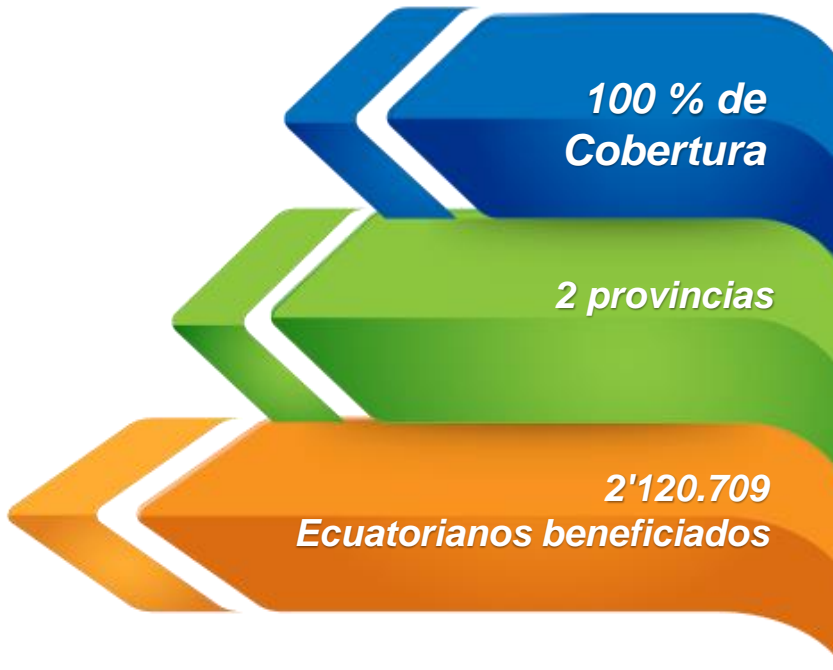 100 % de
Cobertura
2 provincias
2'120.709
Ecuatorianos beneficiados